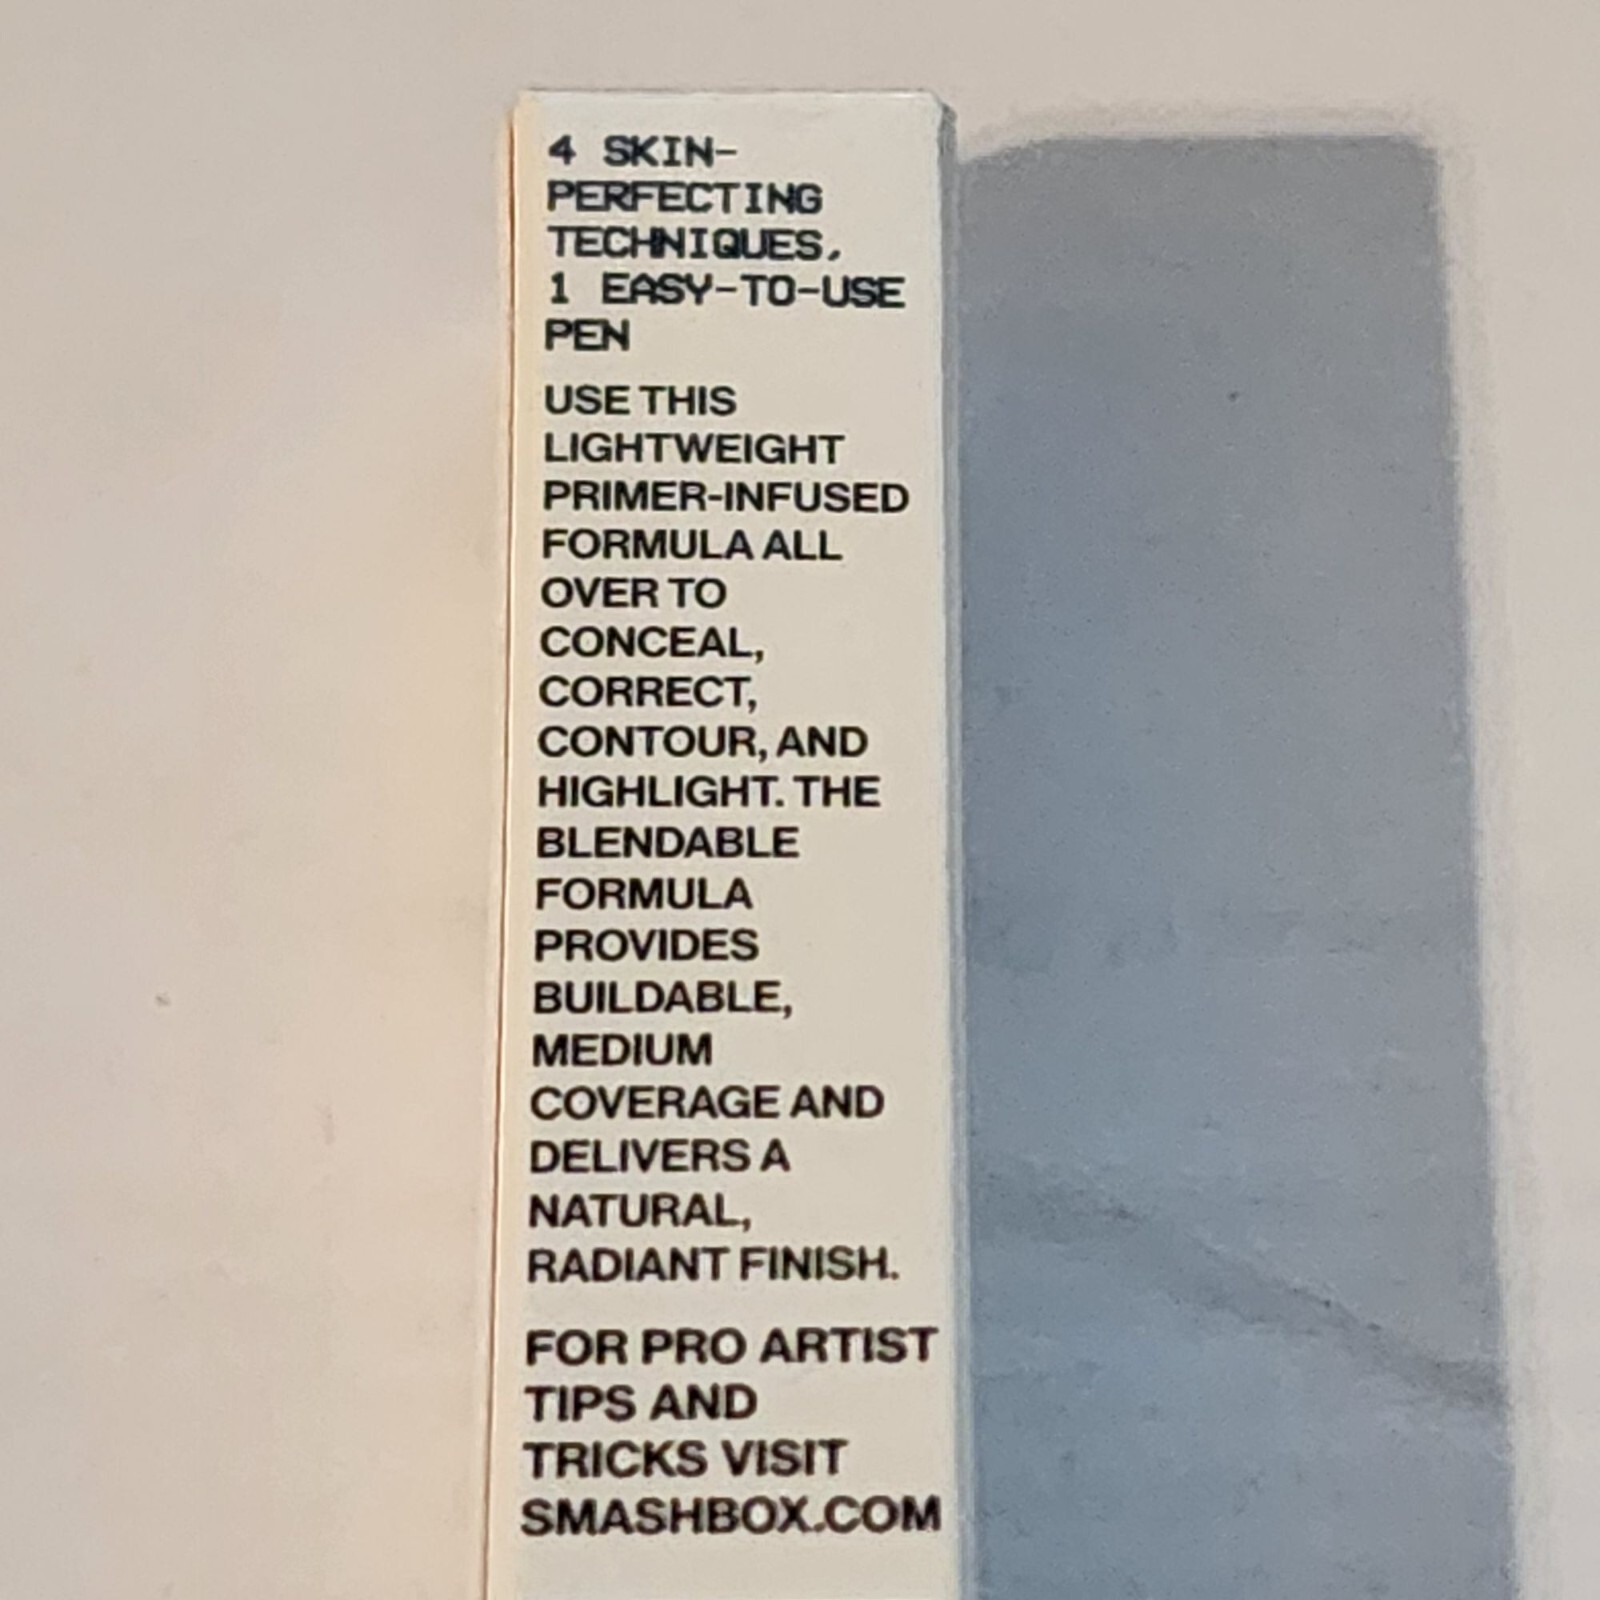 4 SKIN-
PERFECTING
TECHNIQUES,
1 EASY-TO-USE
PEN
USE THIS
LIGHTWEIGHT
PRIMER-INFUSED
FORMULA ALL
OVER TO
CONCEAL,
CORRECT,
CONTOUR, AND
HIGHLIGHT. THE
BLENDABLE
FORMULA
PROVIDES
BUILDABLE,
MEDIUM
COVERAGE AND
DELIVERS A
NATURAL,
RADIANT FINISH.
FOR PRO ARTIST
TIPS AND
TRICKS VISIT
SMASHBOX.COM